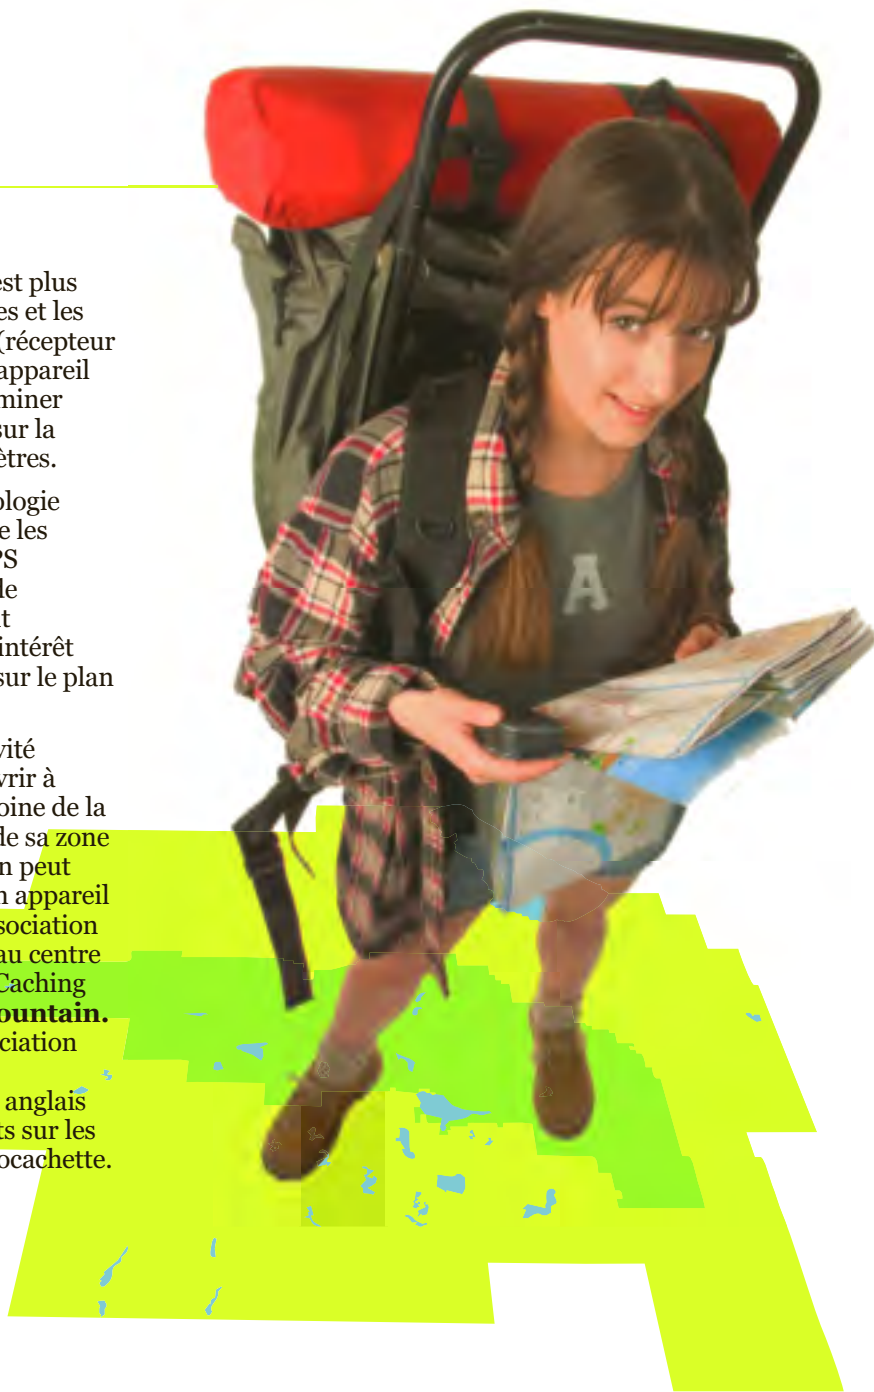 est plus
es et les
(récepteur
appareil
miner
sur la
ètres.
ologie
e les
PS
de
t
intérêt
sur le plan
vité
vrir à
oine de la
de sa zone
n peut
n appareil
sociation
au centre
Caching
ountain.
ciation
anglais
ts sur les
ocachette.
A